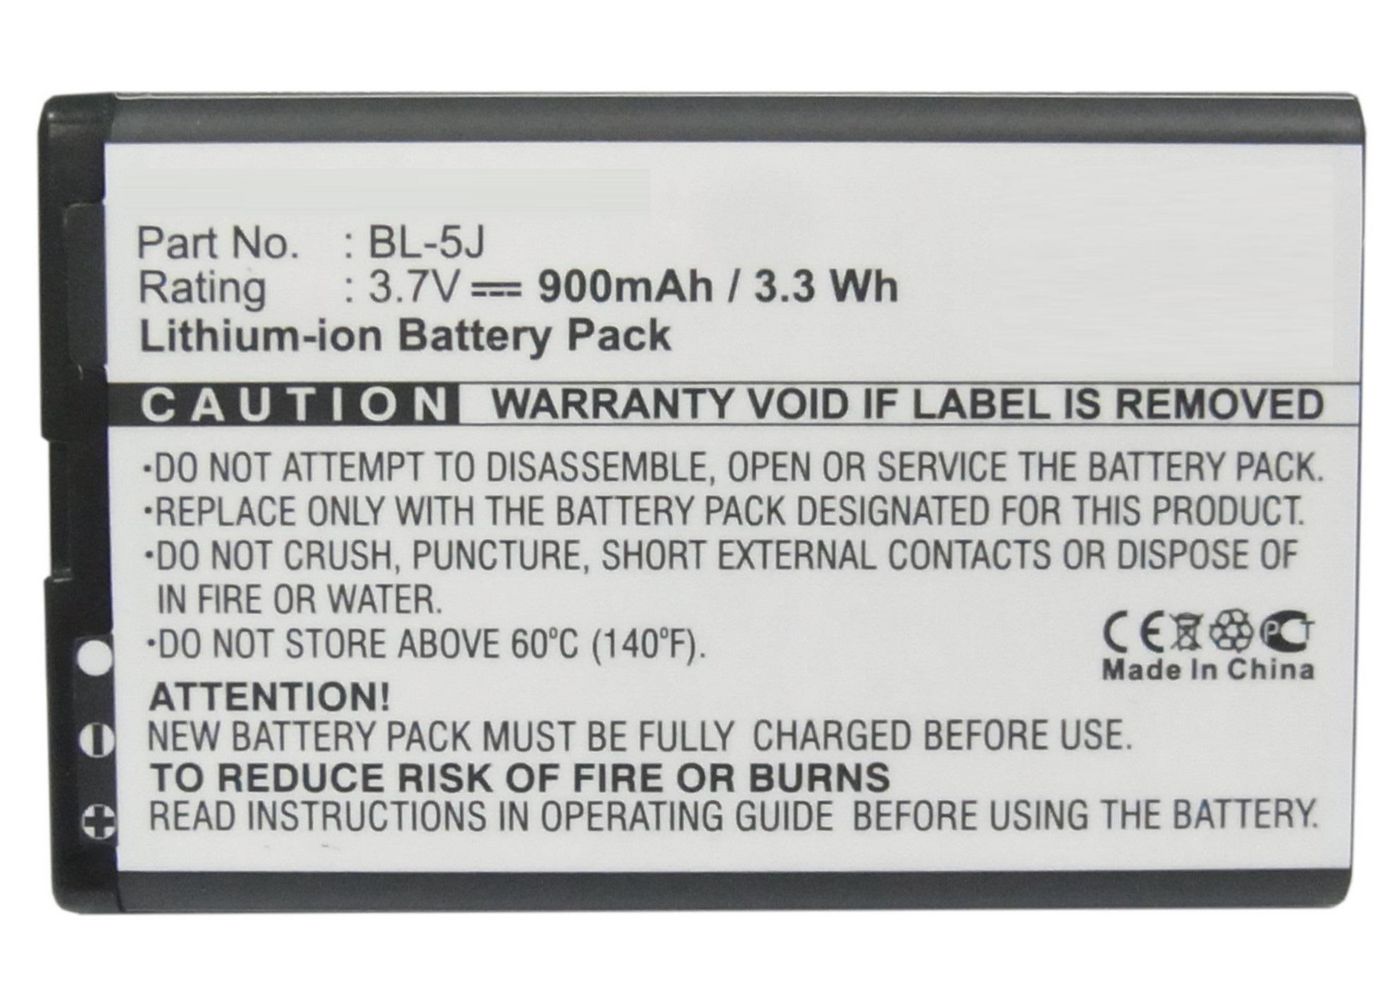 Part No. : BL-5J
Rating : 3.7V 900mAh / 3.3 Wh
Lithium-ion Battery Pack
CAUTION WARRANTY VOID IF LABEL IS REMOVED
·DO NOT ATTEMPT TO DISASSEMBLE, OPEN OR SERVICE THE BATTERY PACK.
·REPLACE ONLY WITH THE BATTERY PACK DESIGNATED FOR THIS PRODUCT.
·DO NOT CRUSH, PUNCTURE, SHORT EXTERNAL CONTACTS OR DISPOSE OF
IN FIRE OR WATER.
·DO NOT STORE ABOVE 60°C (140°F).
CE PCT
Made In China
ATTENTION!
NEW BATTERY PACK MUST BE FULLY CHARGED BEFORE USE.
TO REDUCE RISK OF FIRE OR BURNS
READ INSTRUCTIONS IN OPERATING GUIDE BEFORE USING THE BATTERY.